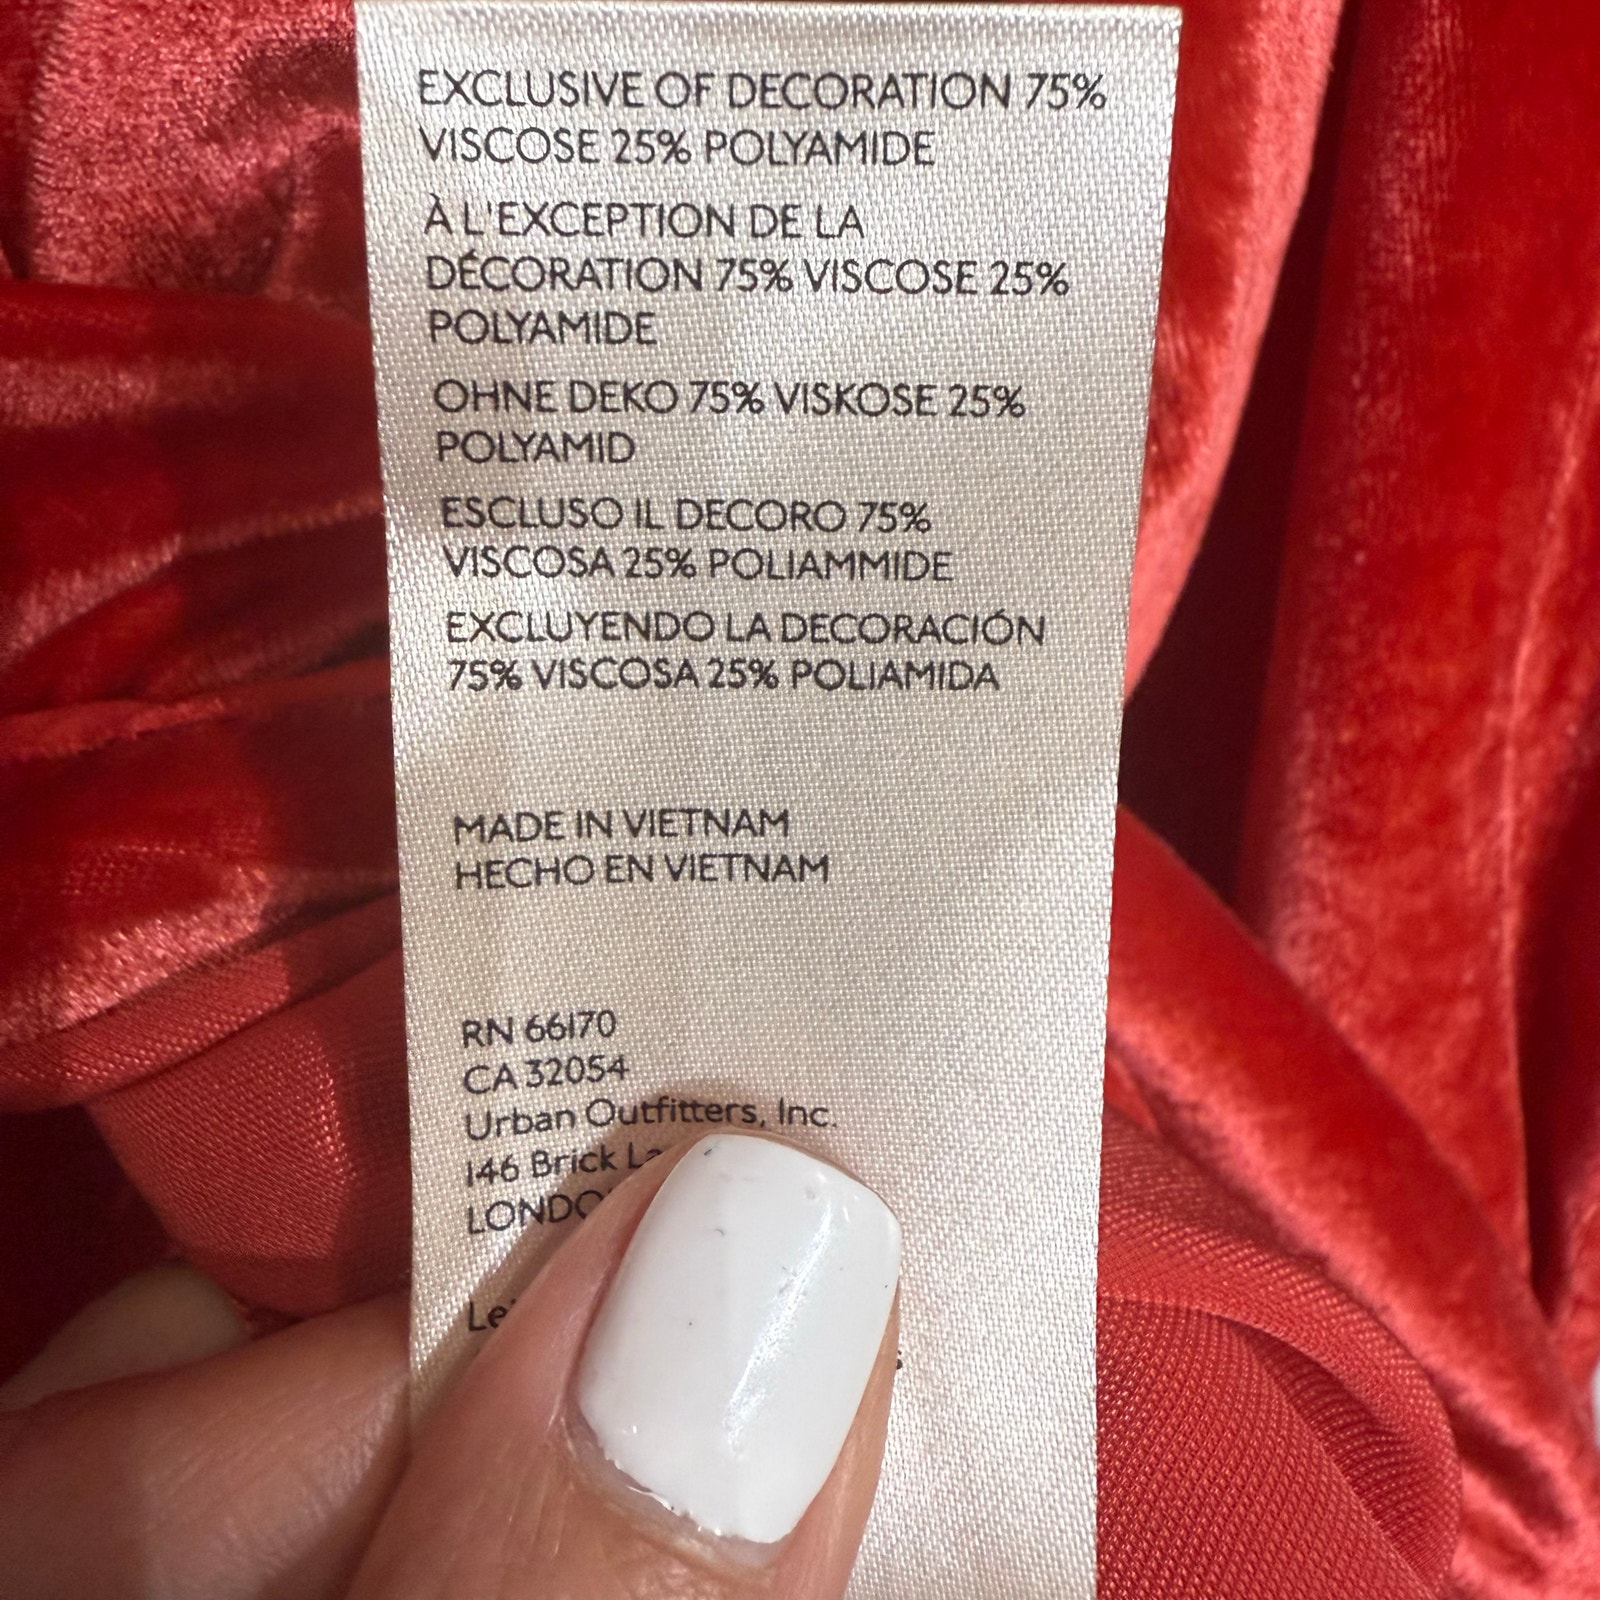 EXCLUSIVE OF DECORATION 75%
VISCOSE 25% POLYAMIDE
À L'EXCEPTION DE LA
DÉCORATION 75% VISCOSE 25%
POLYAMIDE
OHNE DEKO 75% VISKOSE 25%
POLYAMID
ESCLUSO IL DECORO 75%
VISCOSA 25% POLIAMMIDE
EXCLUYENDO LA DECORACIÓN
75% VISCOSA 25% POLIAMIDA
MADE IN VIETNAM
HECHO EN VIETNAM
RN 66170
CA 32054
Urban Outfitters, Inc.
146 Brick